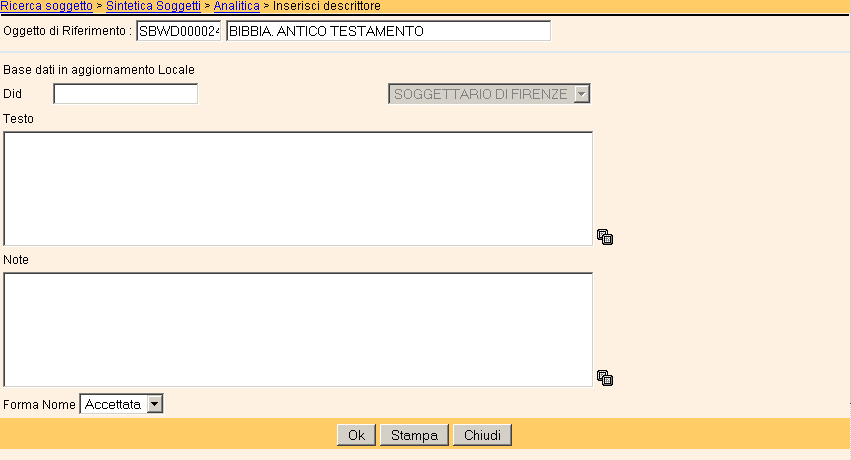 Ricerca soggetto > Sintetica Soggetti > Analitica > Inserisci descrittore
Oggetto di Riferimento : SBWD000024 BIBBIA. ANTICO TESTAMENTO
Base dati in aggiornamento Locale
Did SOGGETTARIO DI FIRENZE
Testo
Note
Forma Nome Accettata
Ok Stampa Chiudi